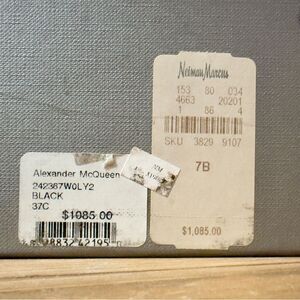 Neiman Marcus
153 80 034
4663 20201
1 86 4
SKU 3829 9107
7B
$1,085.00
Alexander McQueen
242367W0LY2
BLACK
37C
$1085.00